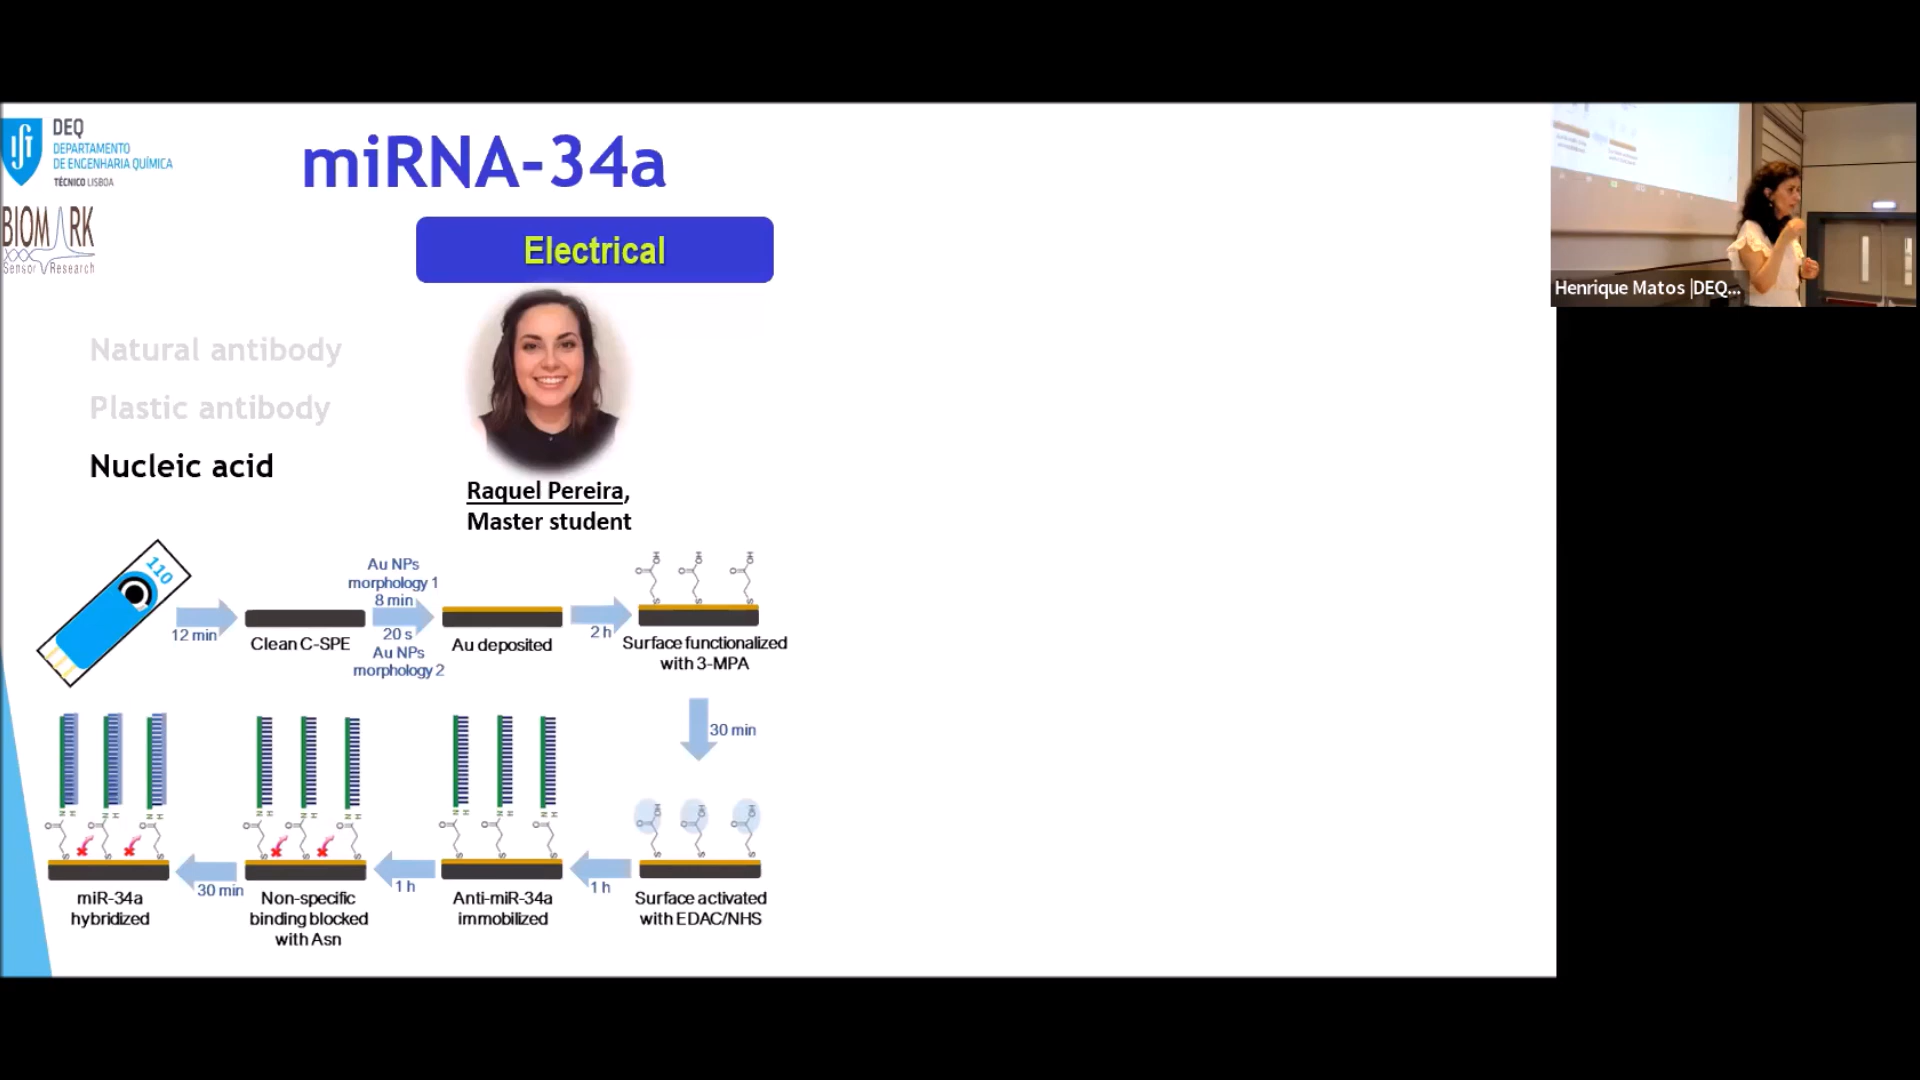 DEQ
DEPARTAMENTO
DE ENGENHARIA QUÍMICA
TÉCNICO LISBOA
BIOMARK
Sensor Research
miRNA-34a
Electrical
Natural antibody
Plastic antibody
Nucleic acid
Raquel Pereira,
Master student
Henrique Matos |DEQ...
110
12 min
Clean C-SPE
Au NPs
morphology 1
8 min
20 s
Au NPs
morphology 2
Au deposited
2 h
Surface functionalized
with 3-MPA
30 min
Surface activated
with EDAC/NHS
1 h
Anti-miR-34a
immobilized
1 h
Non-specific
binding blocked
with Asn
30 min
miR-34a
hybridized